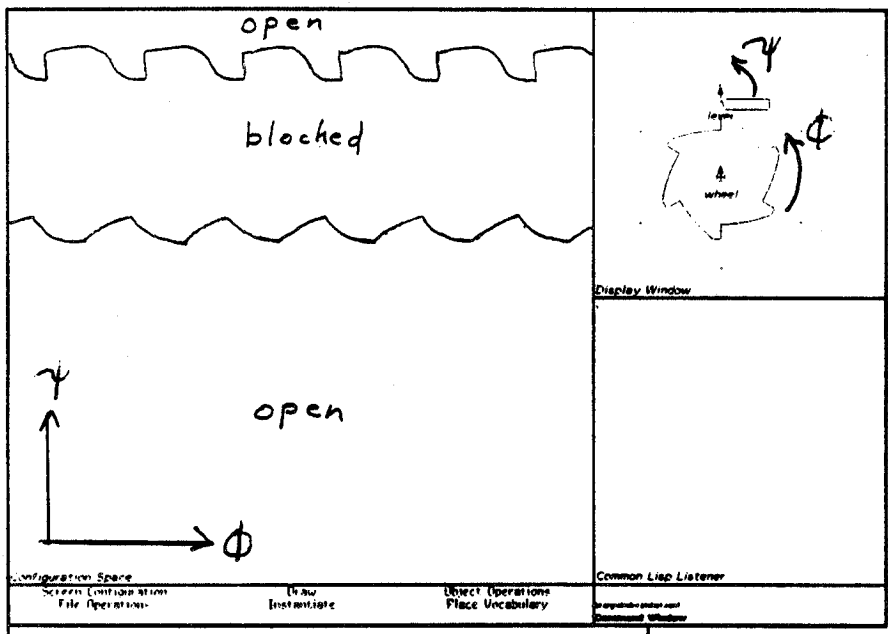 open
blocked
ψ
open
Φ
Configuration Space
ψ
lever
Φ
wheel
Display Window
Common Lisp Listener
Screen Configuration Draw Object Operations
File Operations Instantiate Place Vocabulary
Command Window